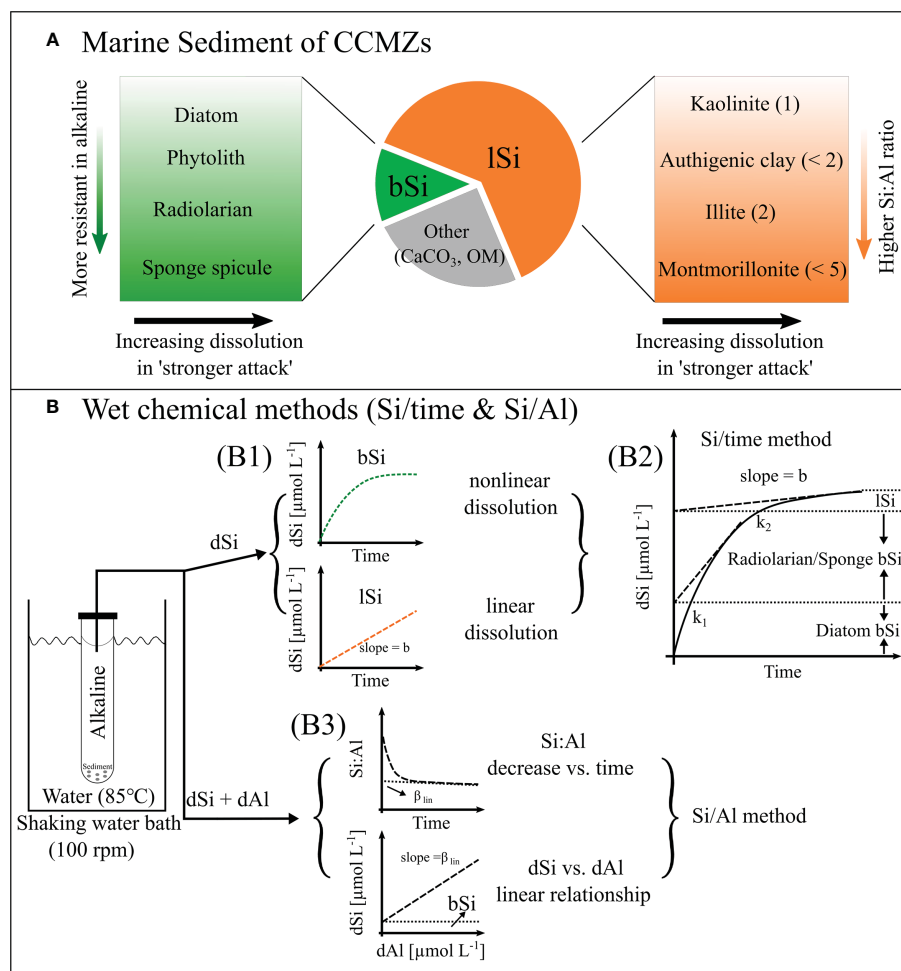 A Marine Sediment of CCMZs
More resistant in alkaline
Diatom
Phytolith
Radiolarian
Sponge spicule
Increasing dissolution
in 'stronger attack'
lSi
bSi
Other
(CaCO₃, OM)
Kaolinite (1)
Authigenic clay (< 2)
Illite (2)
Montmorillonite (< 5)
Higher Si:Al ratio
Increasing dissolution
in 'stronger attack'
B Wet chemical methods (Si/time & Si/Al)
Alkaline
Sediment
Water (85°C)
Shaking water bath
(100 rpm)
dSi
dSi + dAl
(B1)
dSi [µmol L⁻¹]
bSi
Time
nonlinear
dissolution
dSi [µmol L⁻¹]
lSi
slope = b
Time
linear
dissolution
(B2)
Si/time method
slope = b
dSi [µmol L⁻¹]
k₂
k₁
lSi
Radiolarian/Sponge bSi
Diatom bSi
Time
(B3)
Si:Al
β lin
Time
Si:Al
decrease vs. time
dSi [µmol L⁻¹]
slope =β lin
bSi
dAl [µmol L⁻¹]
dSi vs. dAl
linear relationship
Si/Al method